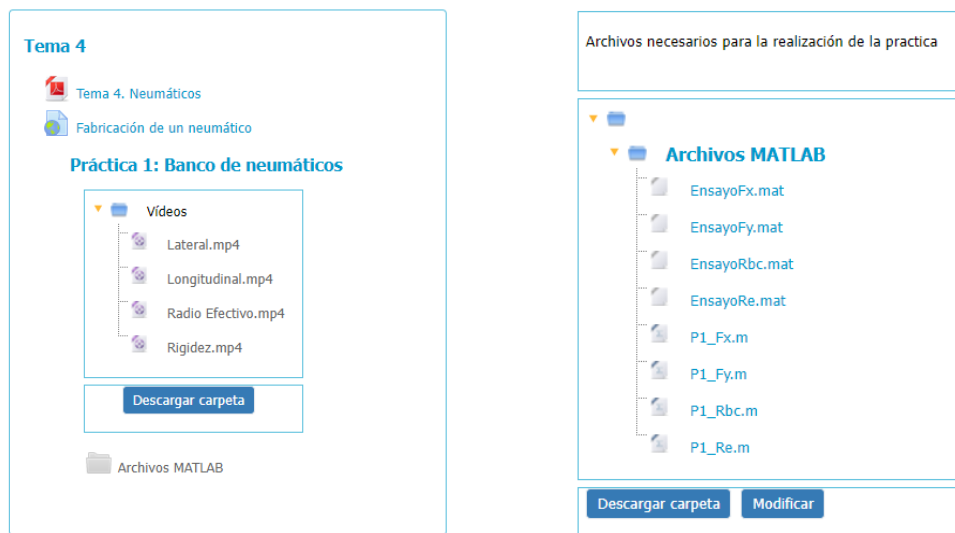 Tema 4
Tema 4. Neumáticos
Fabricación de un neumático
Práctica 1: Banco de neumáticos
Vídeos
Lateral.mp4
Longitudinal.mp4
Radio Efectivo.mp4
Rigidez.mp4
Descargar carpeta
Archivos MATLAB
Archivos necesarios para la realización de la practica
Archivos MATLAB
EnsayoFx.mat
EnsayoFy.mat
EnsayoRbc.mat
EnsayoRe.mat
P1_Fx.m
P1_Fy.m
P1_Rbc.m
P1_Re.m
Descargar carpeta Modificar